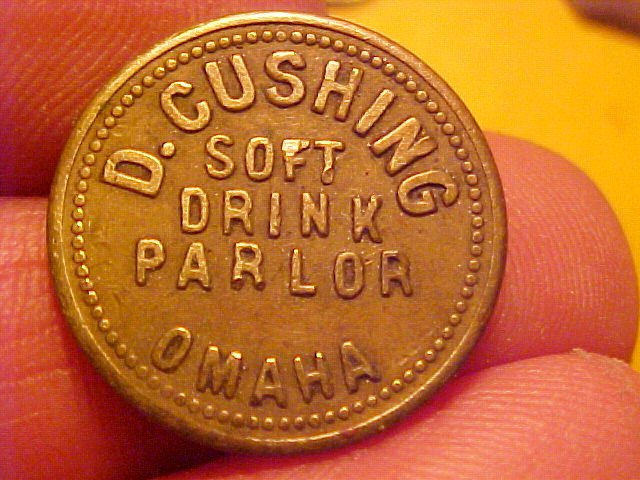 D. CUSHING
SOFT
DRINK
PARLOR
OMAHA